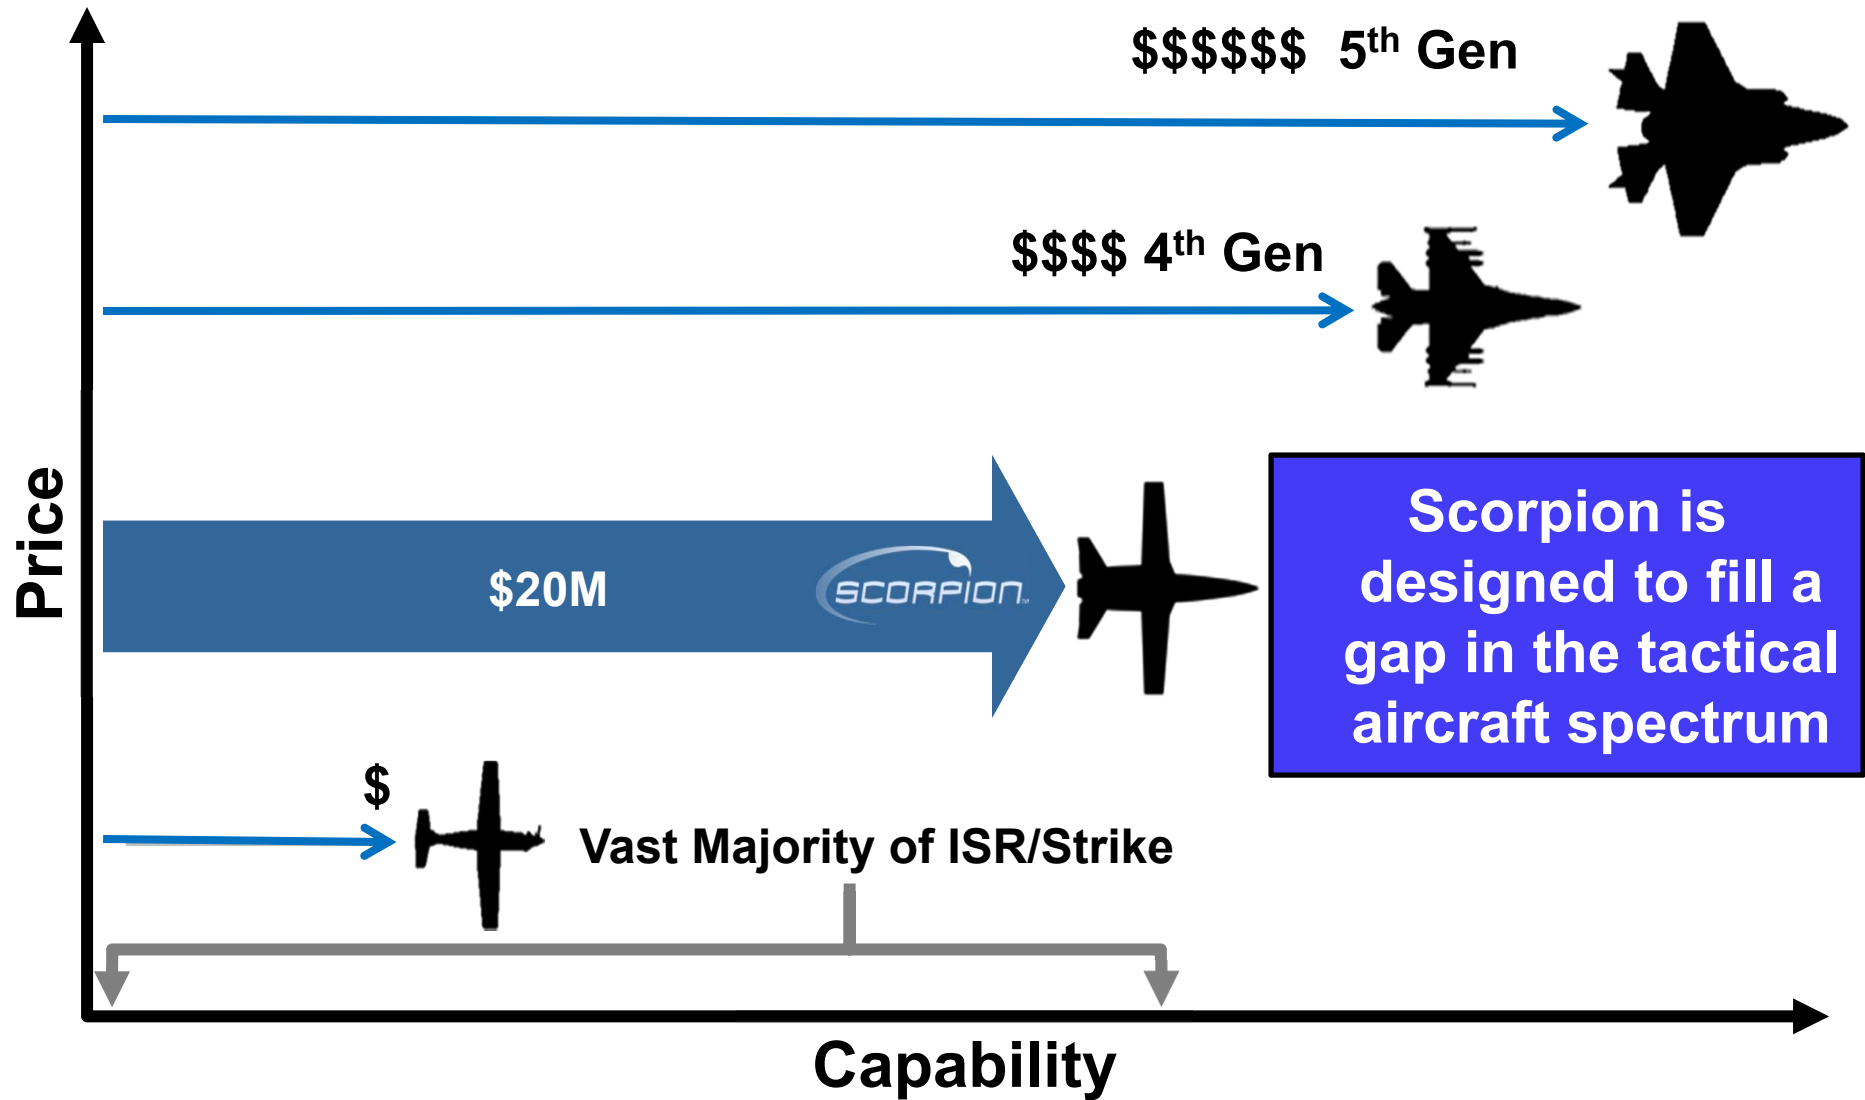 $$$$$$ 5th Gen
$$$$ 4th Gen
Price
$20M
SCORPION™
Scorpion is
designed to fill a
gap in the tactical
aircraft spectrum
$
Vast Majority of ISR/Strike
Capability